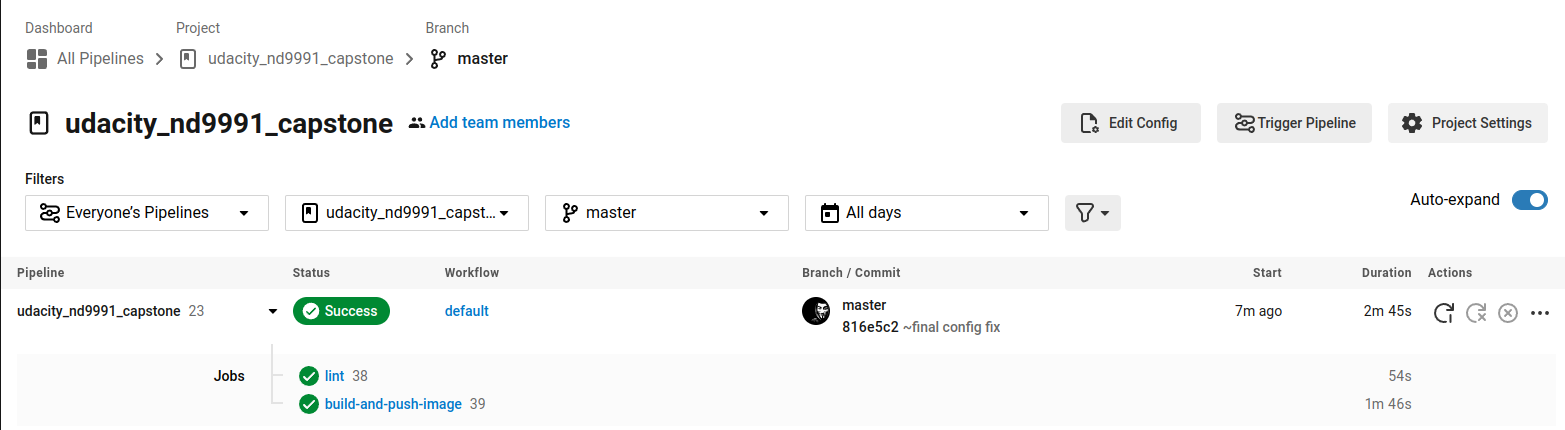 Dashboard Project Branch
All Pipelines udacity_nd9991_capstone master
udacity_nd9991_capstone Add team members Edit Config Trigger Pipeline Project Settings
Filters
Everyone's Pipelines udacity_nd9991_capst... master All days Auto-expand
Pipeline Status Workflow Branch / Commit Start Duration Actions
udacity_nd9991_capstone 23 Success default master 7m ago 2m 45s
816e5c2 ~final config fix
Jobs lint 38 54s
build-and-push-image 39 1m 46s